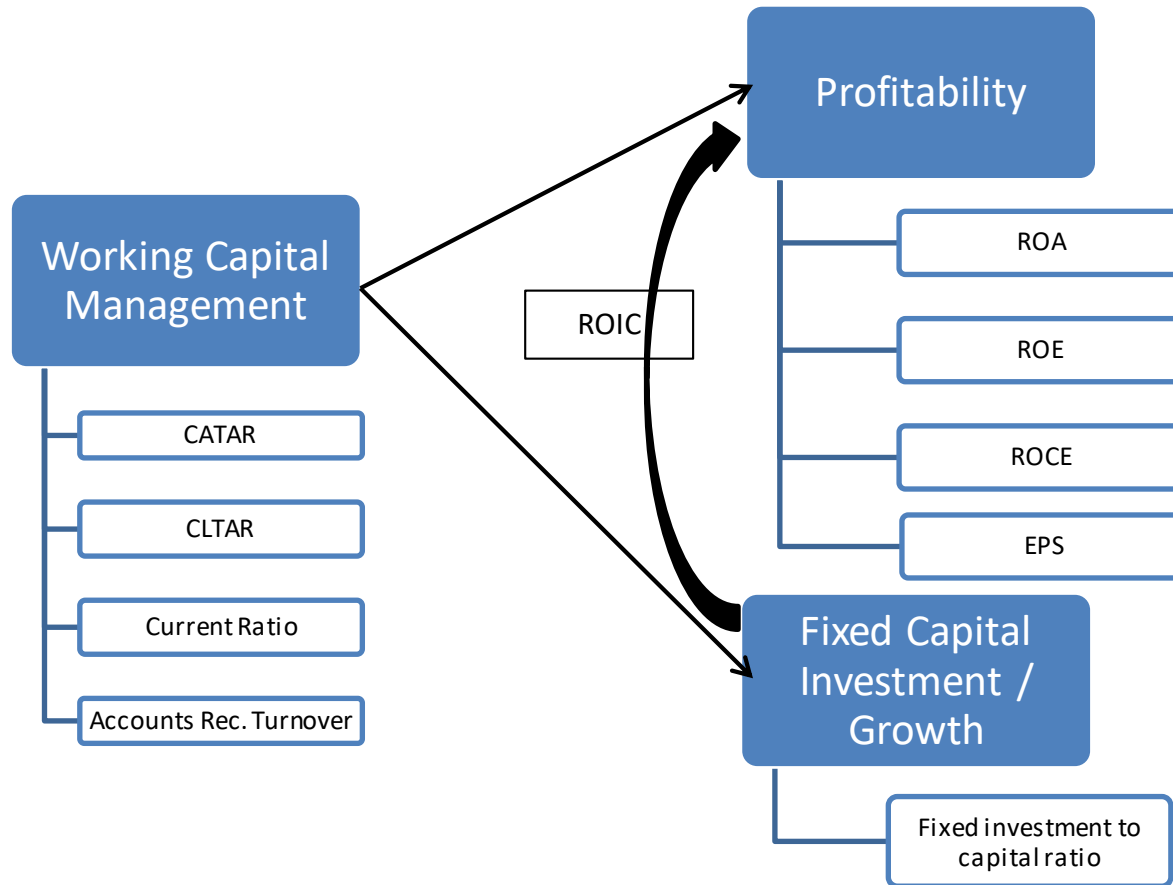 Profitability
ROA
ROE
ROCE
EPS
Working Capital
Management
CATAR
CLTAR
Current Ratio
Accounts Rec. Turnover
ROIC
Fixed Capital
Investment /
Growth
Fixed investment to
capital ratio